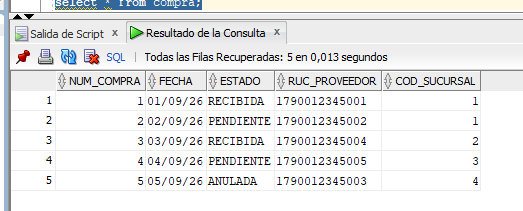 select * from compra;
Salida de Script x Resultado de la Consulta x
SQL | Todas las Filas Recuperadas: 5 en 0,013 segundos
NUM_COMPRA FECHA ESTADO RUC_PROVEEDOR COD_SUCURSAL
1 1 01/09/26 RECIBIDA 1790012345001 1
2 2 02/09/26 PENDIENTE 1790012345002 1
3 3 03/09/26 RECIBIDA 1790012345004 2
4 4 04/09/26 PENDIENTE 1790012345005 3
5 5 05/09/26 ANULADA 1790012345003 4